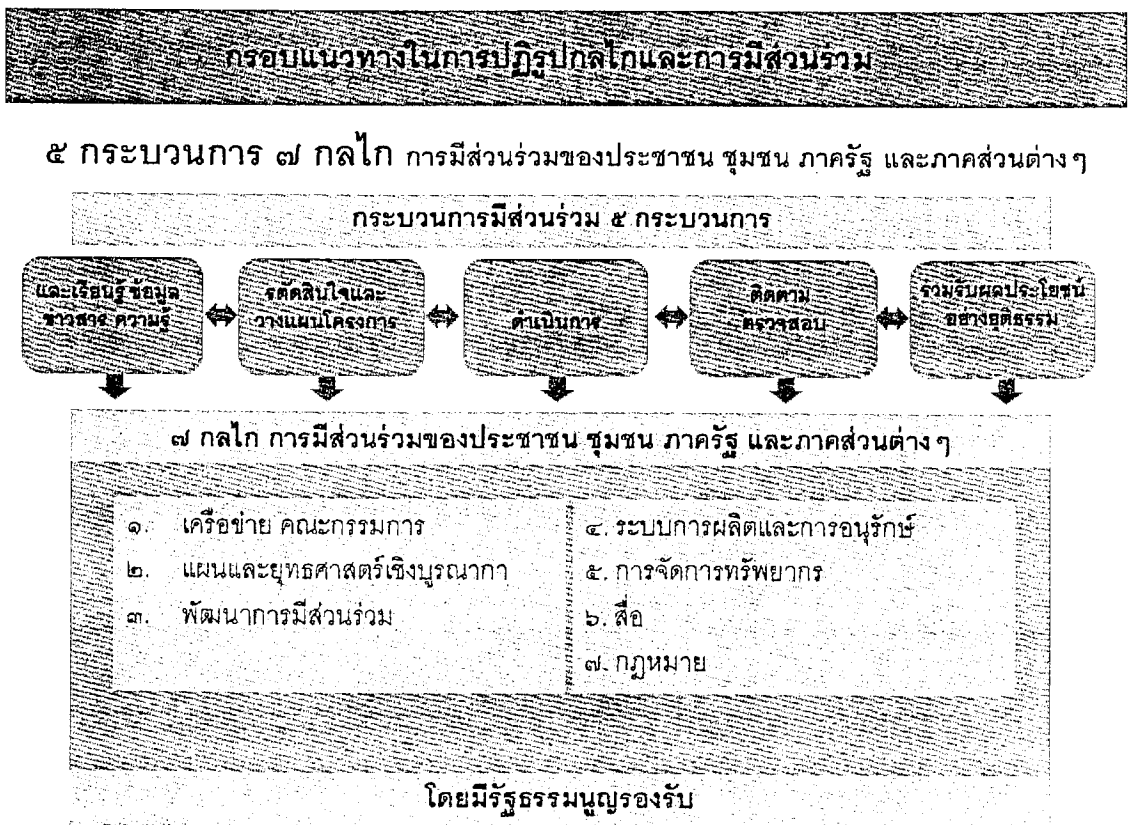 กรอบแนวทางในการปฏิรูปกลไกและการมีส่วนร่วม
๕ กระบวนการ ๗ กลไก การมีส่วนร่วมของประชาชน ชุมชน ภาครัฐ และภาคส่วนต่างๆ
กระบวนการมีส่วนร่วม ๕ กระบวนการ
และเรียนรู้ ข้อมูล
ข่าวสาร ความรู้
รตัดสินใจและ
วางแผนโครงการ
ดำเนินการ
ติดตาม
ตรวจสอบ
ร่วมรับผลประโยชน์
อย่างยุติธรรม
๗ กลไก การมีส่วนร่วมของประชาชน ชุมชน ภาครัฐ และภาคส่วนต่างๆ
๑. เครือข่าย คณะกรรมการ
๒. แผนและยุทธศาสตร์เชิงบูรณากา
๓. พัฒนาการมีส่วนร่วม
๔. ระบบการผลิตและการอนุรักษ์
๕. การจัดการทรัพยากร
๖. สื่อ
๗. กฎหมาย
โดยมีรัฐธรรมนูญรองรับ